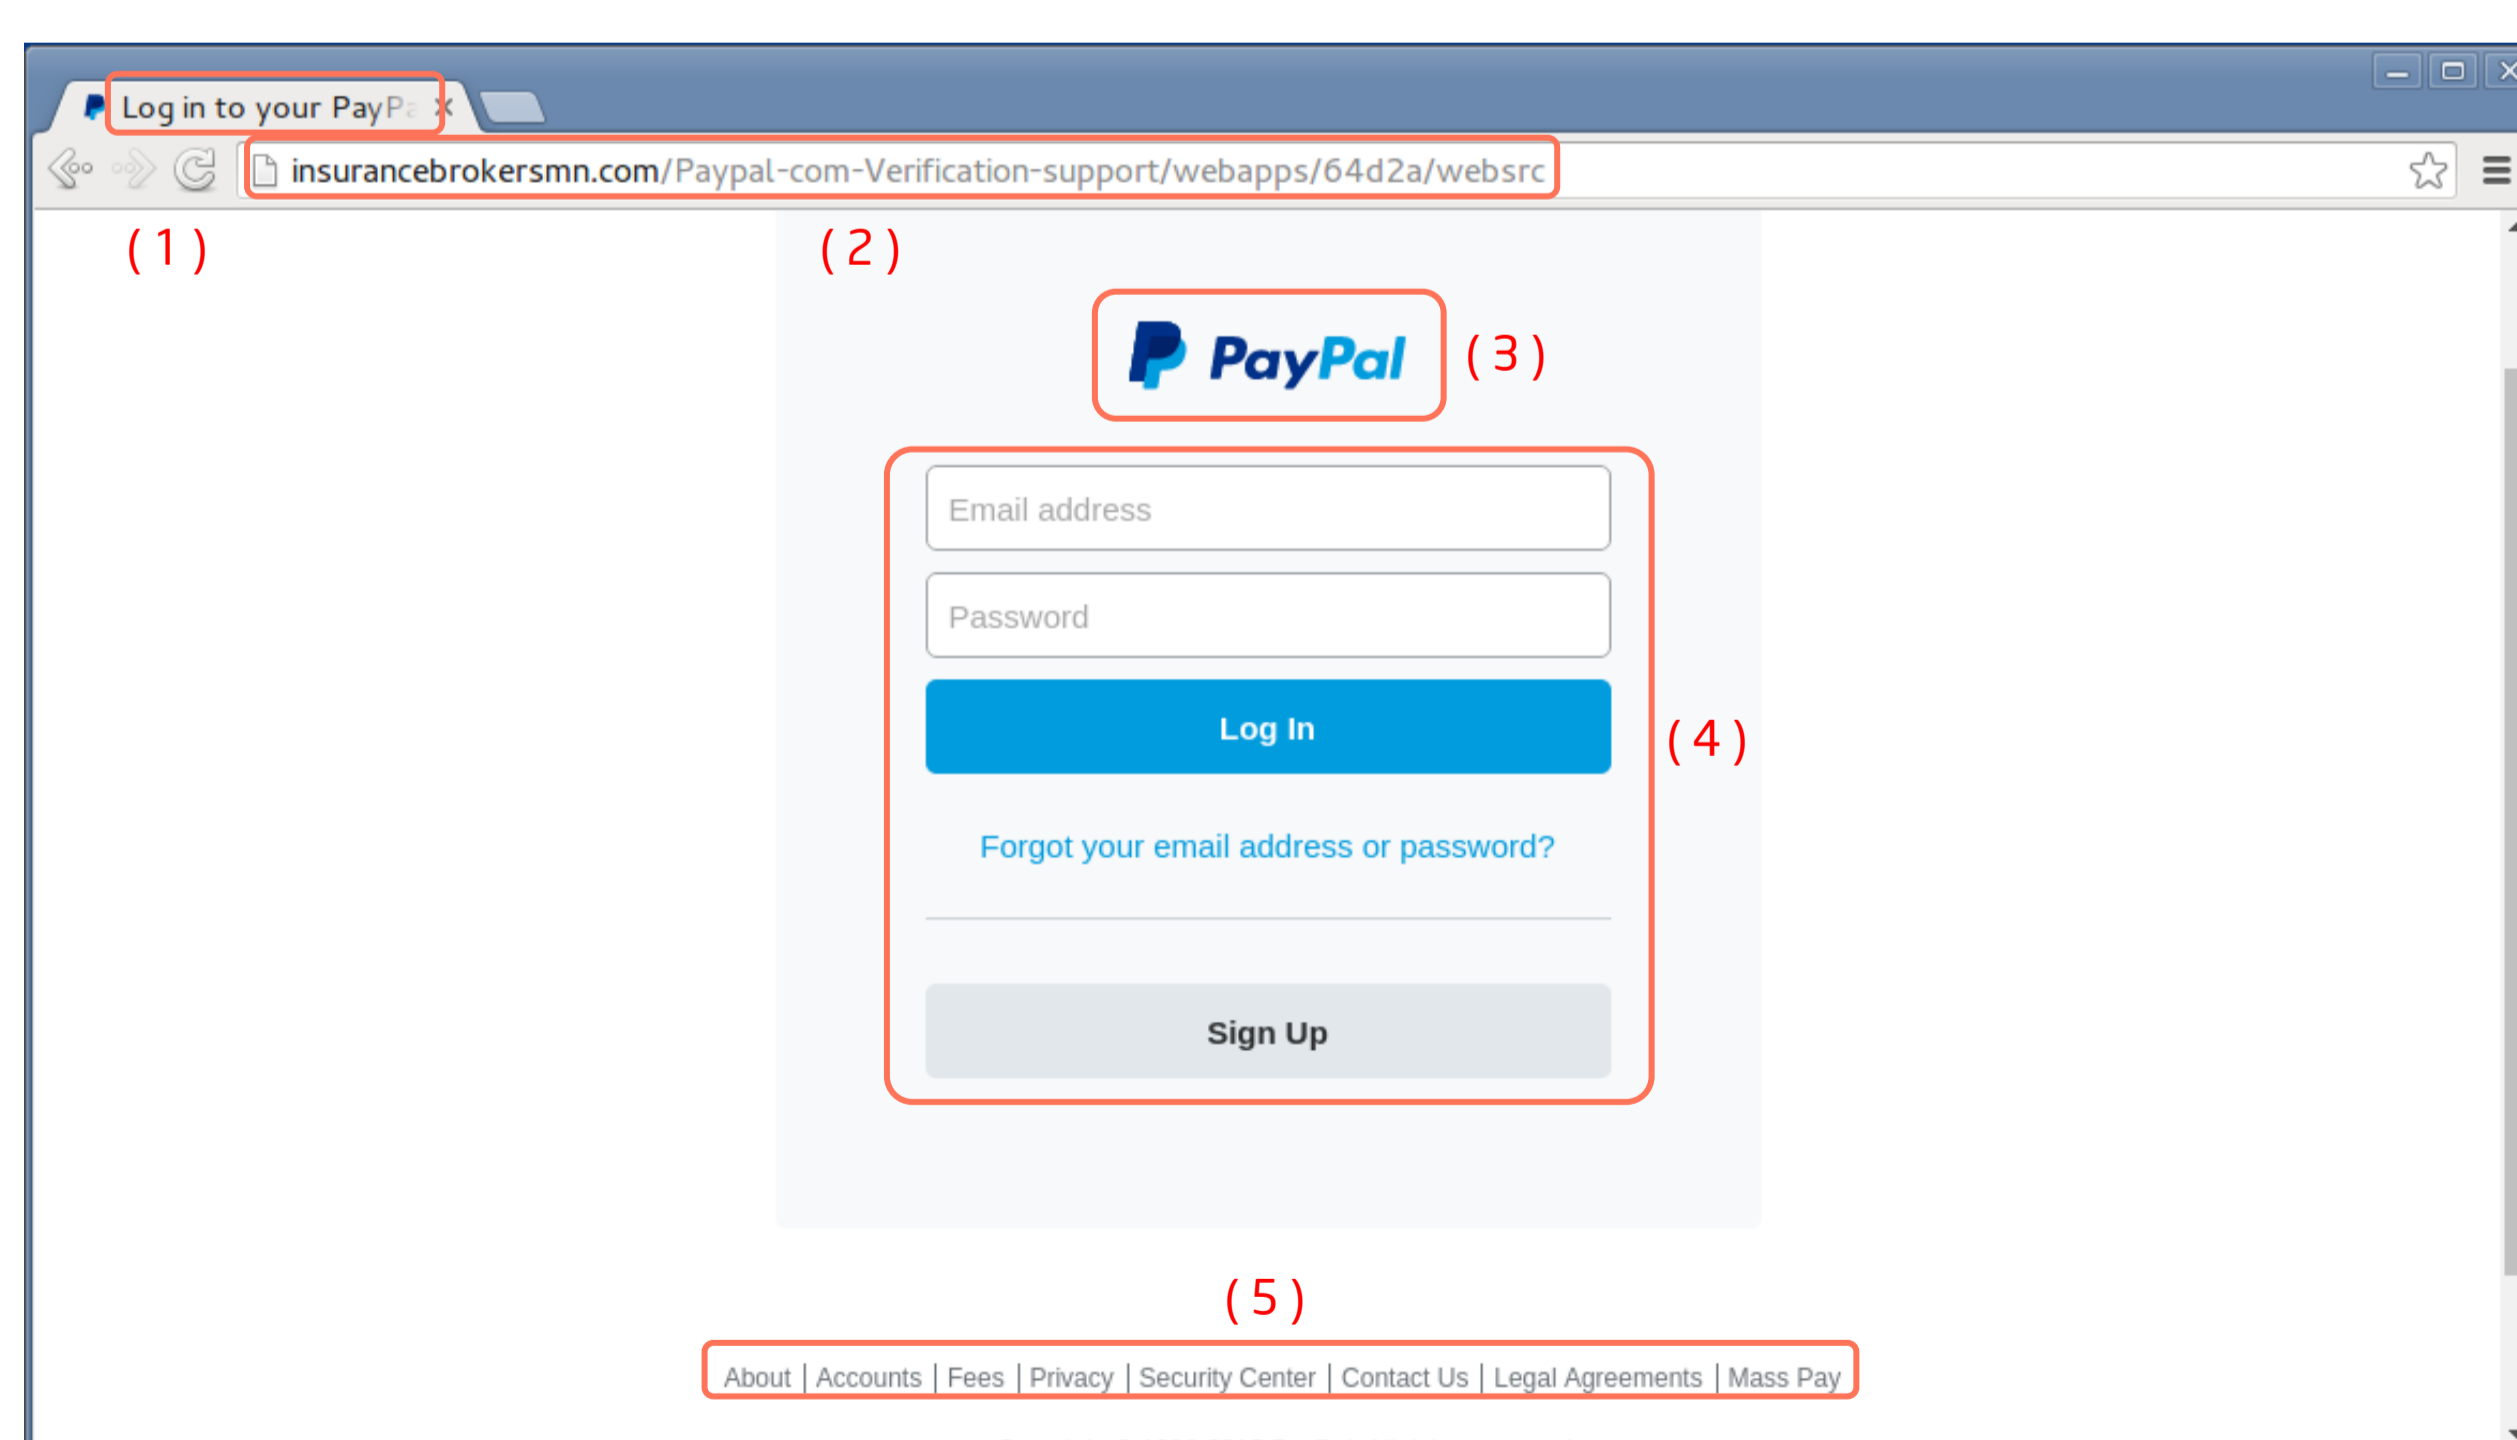 Log in to your PayPa
insurancebrokersmn.com/Paypal-com-Verification-support/webapps/64d2a/websrc
(1)
(2)
PayPal
(3)
Email address
Password
Log In
(4)
Forgot your email address or password?
Sign Up
(5)
About | Accounts | Fees | Privacy | Security Center | Contact Us | Legal Agreements | Mass Pay